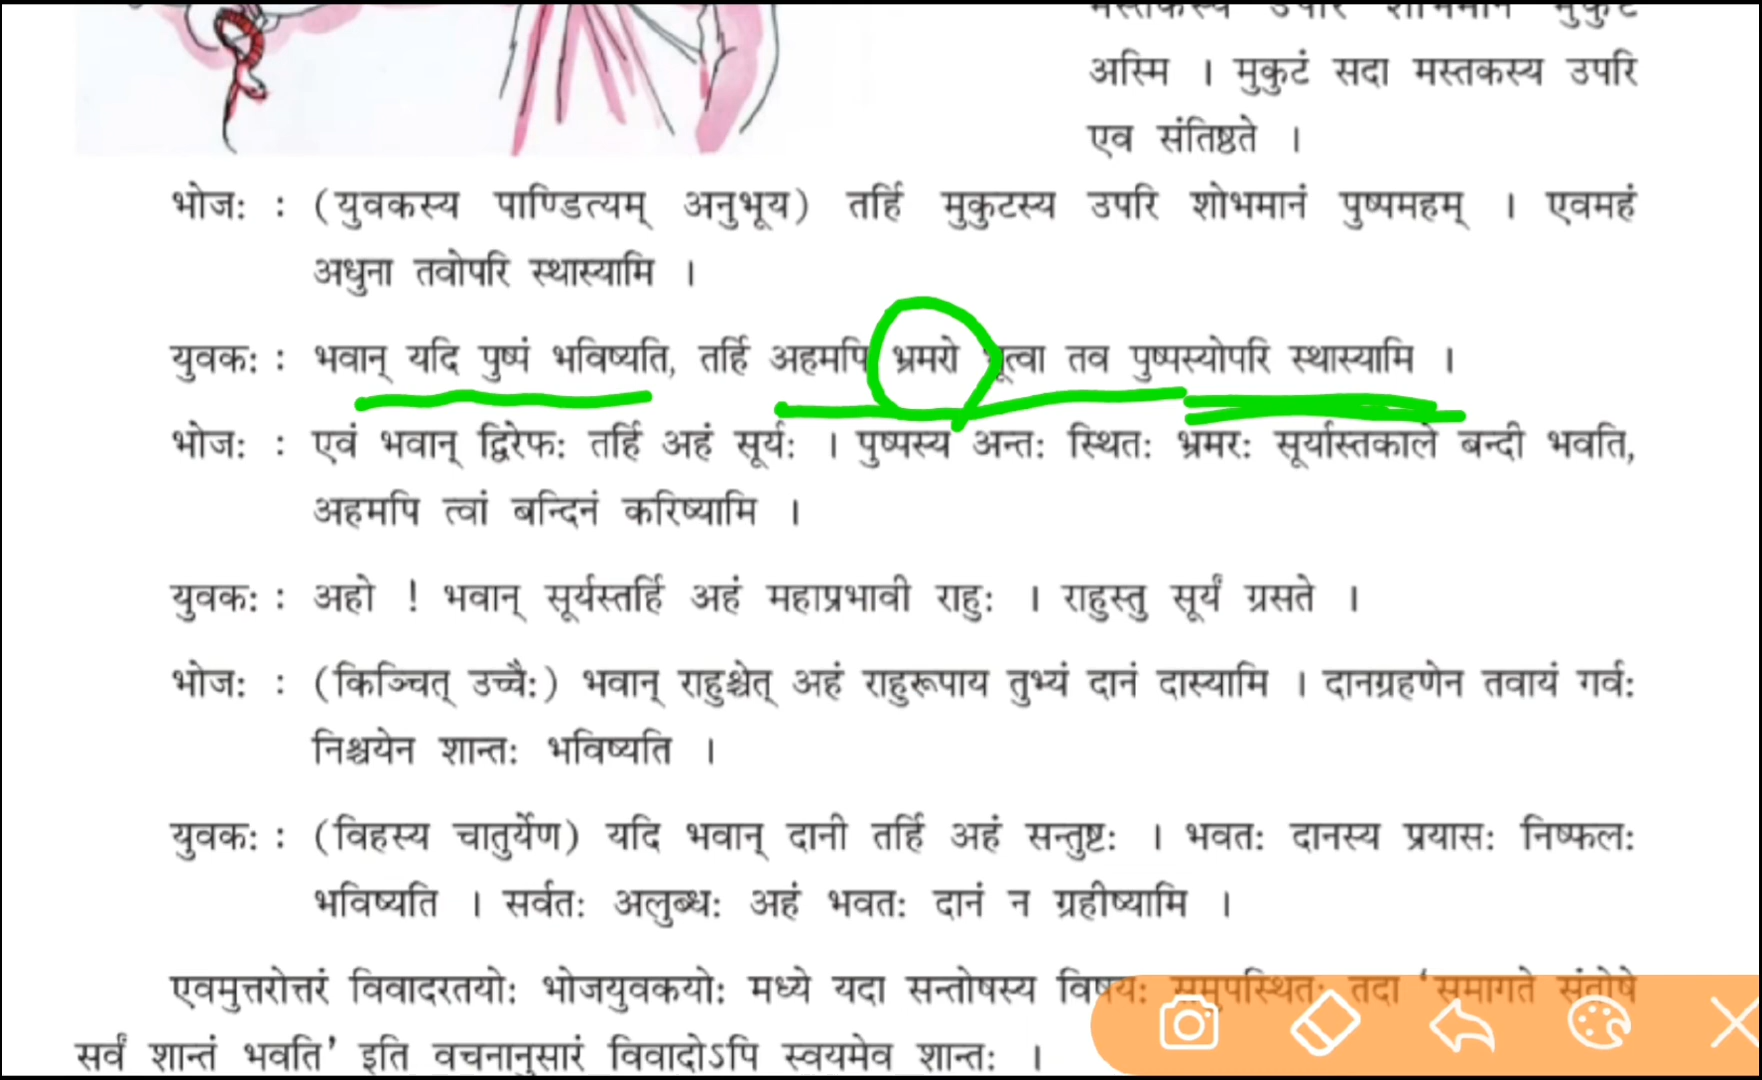 मस्तकस्य उपरि शोभमानं मुकुटं
अस्मि । मुकुटं सदा मस्तकस्य उपरि
एव संतिष्ठते ।
भोजः : (युवकस्य पाण्डित्यम् अनुभूय) तर्हि मुकुटस्य उपरि शोभमानं पुष्पमहम् । एवमहं
अधुना तवोपरि स्थास्यामि ।
युवकः : भवान् यदि पुष्पं भविष्यति, तर्हि अहमपि भ्रमरो भूत्वा तव पुष्पस्योपरि स्थास्यामि ।
भोजः : एवं भवान् द्विरेफः तर्हि अहं सूर्यः । पुष्पस्य अन्तः स्थितः भ्रमरः सूर्यास्तकाले बन्दी भवति,
अहमपि त्वां बन्दिनं करिष्यामि ।
युवकः : अहो ! भवान् सूर्यस्तर्हि अहं महाप्रभावी राहुः । राहुस्तु सूर्यं ग्रसते ।
भोजः : (किञ्चित् उच्चैः) भवान् राहुश्चेत् अहं राहुरूपाय तुभ्यं दानं दास्यामि । दानग्रहणेन तवायं गर्वः
निश्चयेन शान्तः भविष्यति ।
युवकः : (विहस्य चातुर्येण) यदि भवान् दानी तर्हि अहं सन्तुष्टः । भवतः दानस्य प्रयासः निष्फलः
भविष्यति । सर्वतः अलुब्धः अहं भवतः दानं न ग्रहीष्यामि ।
एवमुत्तरोत्तरं विवादरतयोः भोजयुवकयोः मध्ये यदा सन्तोषस्य विषयः समुपस्थितः तदा ‘समागते संतोषे
सर्वं शान्तं भवति’ इति वचनानुसारं विवादोऽपि स्वयमेव शान्तः ।